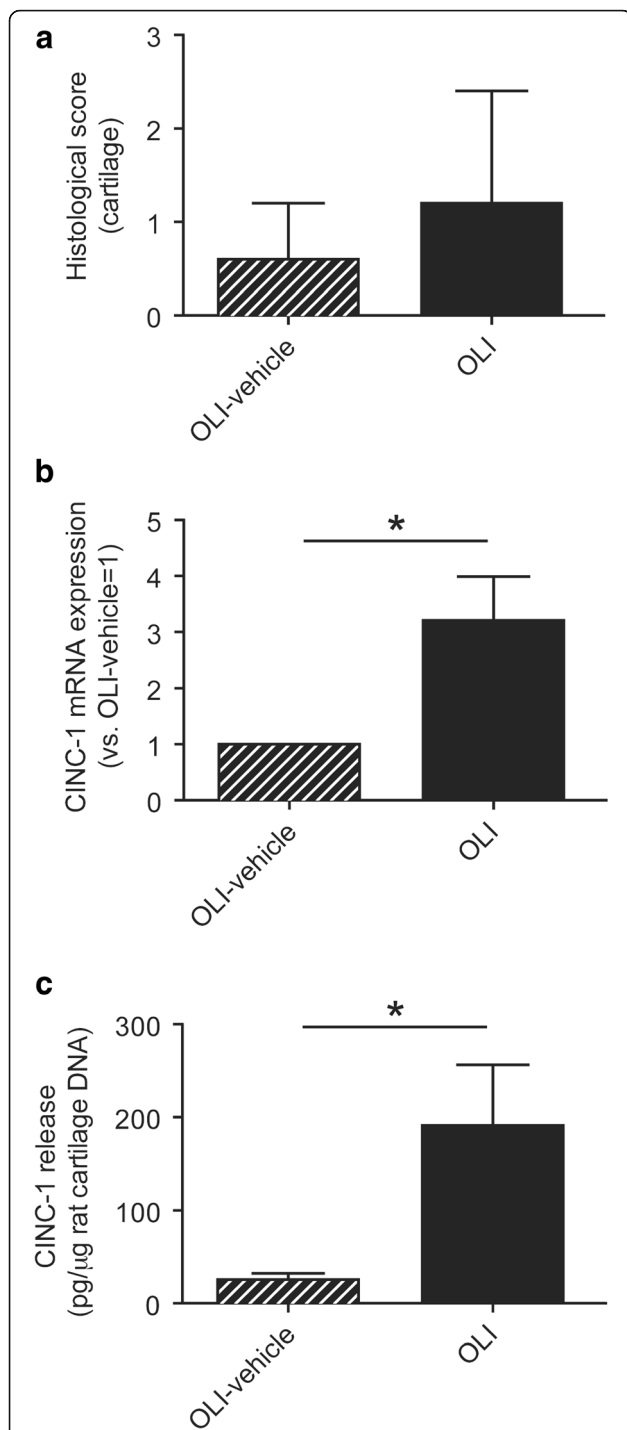 a
Histological score
(cartilage)
3
2
1
0
OLI-vehicle
OLI
b
CINC-1 mRNA expression
(vs. OLI-vehicle=1)
*
5
4
3
2
1
0
OLI-vehicle
OLI
c
CINC-1 release
(pg/µg rat cartilage DNA)
*
300
200
100
0
OLI-vehicle
OLI